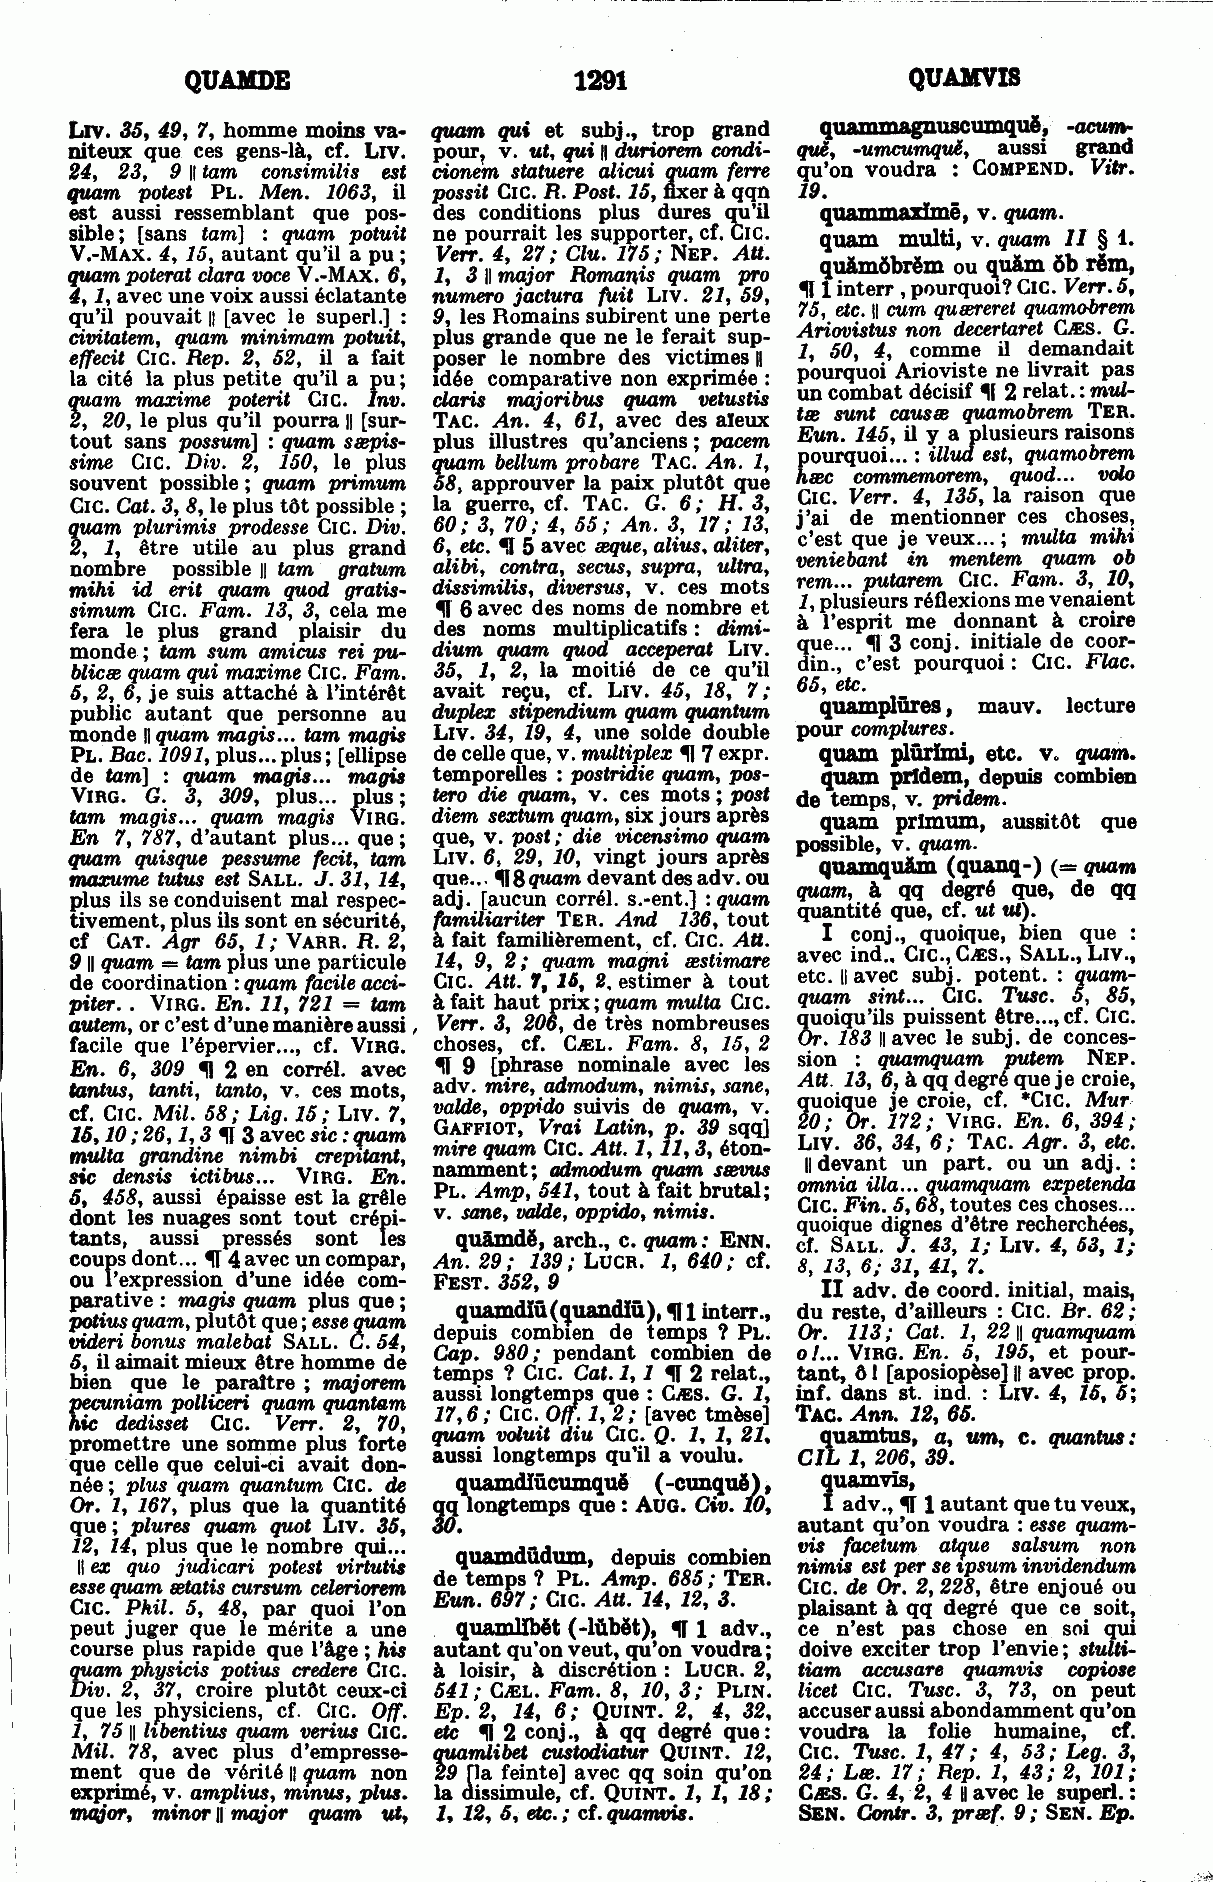 QUAMDE 1291 QUAMVIS
LIV. 35, 49, 7, homme moins va-
niteux que ces gens-là, cf. LIV.
24, 23, 9 || tam consimilis est
quam potest PL. Men. 1063, il
est aussi ressemblant que pos-
sible; [sans tam] : quam potuit
V.-MAX. 4, 15, autant qu'il a pu;
quam poterat clara voce V.-MAX. 6,
4, 1, avec une voix aussi éclatante
qu'il pouvait || [avec le superl.] :
civitatem, quam minimam potuit,
effecit CIC. Rep. 2, 52, il a fait
la cité la plus petite qu'il a pu;
quam maxime poterit CIC. Inv.
2, 20, le plus qu'il pourra || [sur-
tout sans possum] : quam sæpis-
sime CIC. Div. 2, 150, le plus
souvent possible; quam primum
CIC. Cat. 3, 8, le plus tôt possible;
quam plurimis prodesse CIC. Div.
2, 1, être utile au plus grand
nombre possible || tam gratum
mihi id erit quam quod gratis-
simum CIC. Fam. 13, 3, cela me
fera le plus grand plaisir du
monde; tam sum amicus rei pu-
blicæ quam qui maxime CIC. Fam.
5, 2, 6, je suis attaché à l'intérêt
public autant que personne au
monde || quam magis... tam magis
PL. Bac. 1091, plus... plus; [ellipse
de tam] : quam magis... magis
VIRG. G. 3, 309, plus... plus;
tam magis... quam magis VIRG.
En 7, 787, d'autant plus... que;
quam quisque pessume fecit, tam
maxume tutus est SALL. J. 31, 14,
plus ils se conduisent mal respec-
tivement, plus ils sont en sécurité,
cf CAT. Agr 65, 1; VARR. R. 2,
9 || quam = tam plus une particule
de coordination : quam facile acci-
piter. . VIRG. En. 11, 721 = tam
autem, or c'est d'une manière aussi,
facile que l'épervier..., cf. VIRG.
En. 6, 309 ¶ 2 en corrél. avec
tantus, tanti, tanto, v. ces mots,
cf. CIC. Mil. 58; Lig. 15; LIV. 7,
15, 10; 26, 1, 3 ¶ 3 avec sic : quam
multa grandine nimbi crepitant,
sic densis ictibus... VIRG. En.
5, 458, aussi épaisse est la grêle
dont les nuages sont tout crépi-
tants, aussi pressés sont les
coups dont... ¶ 4 avec un compar,
ou l'expression d'une idée com-
parative : magis quam plus que;
potius quam, plutôt que; esse quam
videri bonus malebat SALL. C. 54,
5, il aimait mieux être homme de
bien que le paraître ; majorem
pecuniam polliceri quam quantam
hic dedisset CIC. Verr. 2, 70,
promettre une somme plus forte
que celle que celui-ci avait don-
née; plus quam quantum CIC. de
Or. 1, 167, plus que la quantité
que; plures quam quot LIV. 35,
12, 14, plus que le nombre qui...
|| ex quo judicari potest virtutis
esse quam ætatis cursum celeriorem
CIC. Phil. 5, 48, par quoi l'on
peut juger que le mérite a une
course plus rapide que l'âge; his
quam physicis potius credere CIC.
Div. 2, 37, croire plutôt ceux-ci
que les physiciens, cf. CIC. Off.
1, 75 || libentius quam verius CIC.
Mil. 78, avec plus d'empresse-
ment que de vérité || quam non
exprimé, v. amplius, minus, plus.
major, minor || major quam ut,
quam qui et subj., trop grand
pour, v. ut, qui || duriorem condi-
cionem statuere alicui quam ferre
possit CIC. R. Post. 15, fixer à qqn
des conditions plus dures qu'il
ne pourrait les supporter, cf. CIC.
Verr. 4, 27; Clu. 175; NEP. Att.
1, 3 || major Romanis quam pro
numero jactura fuit LIV. 21, 59,
9, les Romains subirent une perte
plus grande que ne le ferait sup-
poser le nombre des victimes ||
idée comparative non exprimée :
claris majoribus quam vetustis
TAC. An. 4, 61, avec des aïeux
plus illustres qu'anciens; pacem
quam bellum probare TAC. An. 1,
58, approuver la paix plutôt que
la guerre, cf. TAC. G. 6; H. 3,
60; 3, 70; 4, 55; An. 3, 17; 13,
6, etc. ¶ 5 avec æque, alius, aliter,
alibi, contra, secus, supra, ultra,
dissimilis, diversus, v. ces mots
¶ 6 avec des noms de nombre et
des noms multiplicatifs : dimi-
dium quam quod acceperat LIV.
35, 1, 2, la moitié de ce qu'il
avait reçu, cf. LIV. 45, 18, 7;
duplex stipendium quam quantum
LIV. 34, 19, 4, une solde double
de celle que, v. multiplex ¶ 7 expr.
temporelles : postridie quam, pos-
tero die quam, v. ces mots; post
diem sextum quam, six jours après
que, v. post; die vicensimo quam
LIV. 6, 29, 10, vingt jours après
que... ¶ 8 quam devant des adv. ou
adj. [aucun corrél. s.-ent.] : quam
familiariter TER. And 136, tout
à fait familièrement, cf. CIC. Att.
14, 9, 2; quam magni æstimare
CIC. Att. 7, 15, 2, estimer à tout
à fait haut prix; quam multa CIC.
Verr. 3, 206, de très nombreuses
choses, cf. CÆL. Fam. 8, 15, 2
¶ 9 [phrase nominale avec les
adv. mire, admodum, nimis, sane,
valde, oppido suivis de quam, v.
GAFFIOT, Vrai Latin, p. 39 sqq]
mire quam CIC. Att. 1, 11, 3, éton-
namment; admodum quam sævus
PL. Amp, 541, tout à fait brutal;
v. sane, valde, oppido, nimis.
quāmdĕ, arch., c. quam : ENN.
An. 29; 139; LUCR. 1, 640; cf.
FEST. 352, 9
quamdĭū (quandĭū), ¶ 1 interr.,
depuis combien de temps ? PL.
Cap. 980; pendant combien de
temps ? CIC. Cat. 1, 1 ¶ 2 relat.,
aussi longtemps que : CÆS. G. 1,
17, 6; CIC. Off. 1, 2; [avec tmèse]
quam voluit diu CIC. Q. 1, 1, 21,
aussi longtemps qu'il a voulu.
quamdĭūcumquĕ (-cunquĕ),
qq longtemps que : AUG. Civ. 10,
30.
quamdūdum, depuis combien
de temps ? PL. Amp. 685; TER.
Eun. 697; CIC. Att. 14, 12, 3.
quamlĭbĕt (-lŭbĕt), ¶ 1 adv.,
autant qu'on veut, qu'on voudra;
à loisir, à discrétion : LUCR. 2,
541; CÆL. Fam. 8, 10, 3; PLIN.
Ep. 2, 14, 6; QUINT. 2, 4, 32,
etc ¶ 2 conj., à qq degré que :
quamlibet custodiatur QUINT. 12,
29 [la feinte] avec qq soin qu'on
la dissimule, cf. QUINT. 1, 1, 18;
1, 12, 5, etc.; cf. quamvis.
quammagnuscumquĕ, -acum-
quĕ, -umcumquĕ, aussi grand
qu'on voudra : COMPEND. Vitr.
19.
quammaxĭmē, v. quam.
quam multi, v. quam II § 1.
quămŏbrĕm ou quăm ŏb rĕm,
¶ 1 interr , pourquoi? CIC. Verr. 5,
75, etc. || cum quæreret quamobrem
Ariovistus non decertaret CÆS. G.
1, 50, 4, comme il demandait
pourquoi Arioviste ne livrait pas
un combat décisif ¶ 2 relat. : mul-
tæ sunt causæ quamobrem TER.
Eun. 145, il y a plusieurs raisons
pourquoi... : illud est, quamobrem
hæc commemorem, quod... volo
CIC. Verr. 4, 135, la raison que
j'ai de mentionner ces choses,
c'est que je veux...; multa mihi
veniebant in mentem quam ob
rem... putarem CIC. Fam. 3, 10,
1, plusieurs réflexions me venaient
à l'esprit me donnant à croire
que... ¶ 3 conj. initiale de coor-
din., c'est pourquoi : CIC. Flac.
65, etc.
quamplūres, mauv. lecture
pour complures.
quam plūrĭmi, etc. v. quam.
quam prĭdem, depuis combien
de temps, v. pridem.
quam prīmum, aussitôt que
possible, v. quam.
quamquăm (quanq-) (= quam
quam, à qq degré que, de qq
quantité que, cf. ut ut).
I conj., quoique, bien que :
avec ind., CIC., CÆS., SALL., LIV.,
etc. || avec subj. potent. : quam-
quam sint... CIC. Tusc. 5, 85,
quoiqu'ils puissent être..., cf. CIC.
Or. 183 || avec le subj. de conces-
sion : quamquam putem NEP.
Att. 13, 6, à qq degré que je croie,
quoique je croie, cf. *CIC. Mur
20; Or. 172; VIRG. En. 6, 394;
LIV. 36, 34, 6; TAC. Agr. 3, etc.
|| devant un part. ou un adj. :
omnia illa... quamquam expetenda
CIC. Fin. 5, 68, toutes ces choses...
quoique dignes d'être recherchées,
cf. SALL. J. 43, 1; LIV. 4, 53, 1;
8, 13, 6; 31, 41, 7.
II adv. de coord. initial, mais,
du reste, d'ailleurs : CIC. Br. 62;
Or. 113; Cat. 1, 22 || quamquam
o!... VIRG. En. 5, 195, et pour-
tant, ô ! [aposiopèse] || avec prop.
inf. dans st. ind. : LIV. 4, 15, 5;
TAC. Ann. 12, 65.
quamtus, a, um, c. quantus :
CIL 1, 206, 39.
quamvīs,
I adv., ¶ 1 autant que tu veux,
autant qu'on voudra : esse quam-
vis facetum atque salsum non
nimis est per se ipsum invidendum
CIC. de Or. 2, 228, être enjoué ou
plaisant à qq degré que ce soit,
ce n'est pas chose en soi qui
doive exciter trop l'envie; stulti-
tiam accusare quamvis copiose
licet CIC. Tusc. 3, 73, on peut
accuser aussi abondamment qu'on
voudra la folie humaine, cf.
CIC. Tusc. 1, 47; 4, 53; Leg. 3,
24; Læ. 17; Rep. 1, 43; 2, 101;
CÆS. G. 4, 2, 4 || avec le superl. :
SEN. Contr. 3, præf. 9; SEN. Ep.